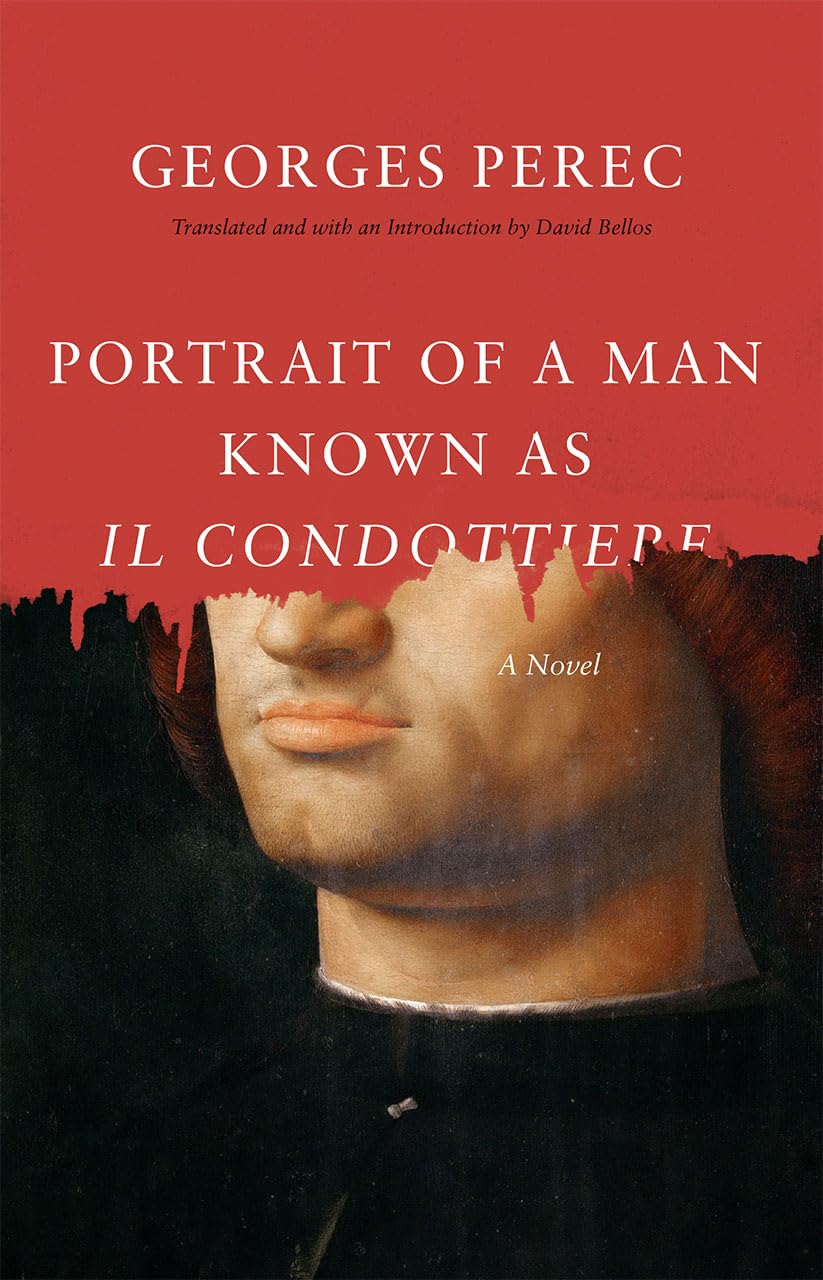 GEORGES PEREC
Translated and with an Introduction by David Bellos
PORTRAIT OF A MAN
KNOWN AS
IL CONDOTTIERE
A Novel